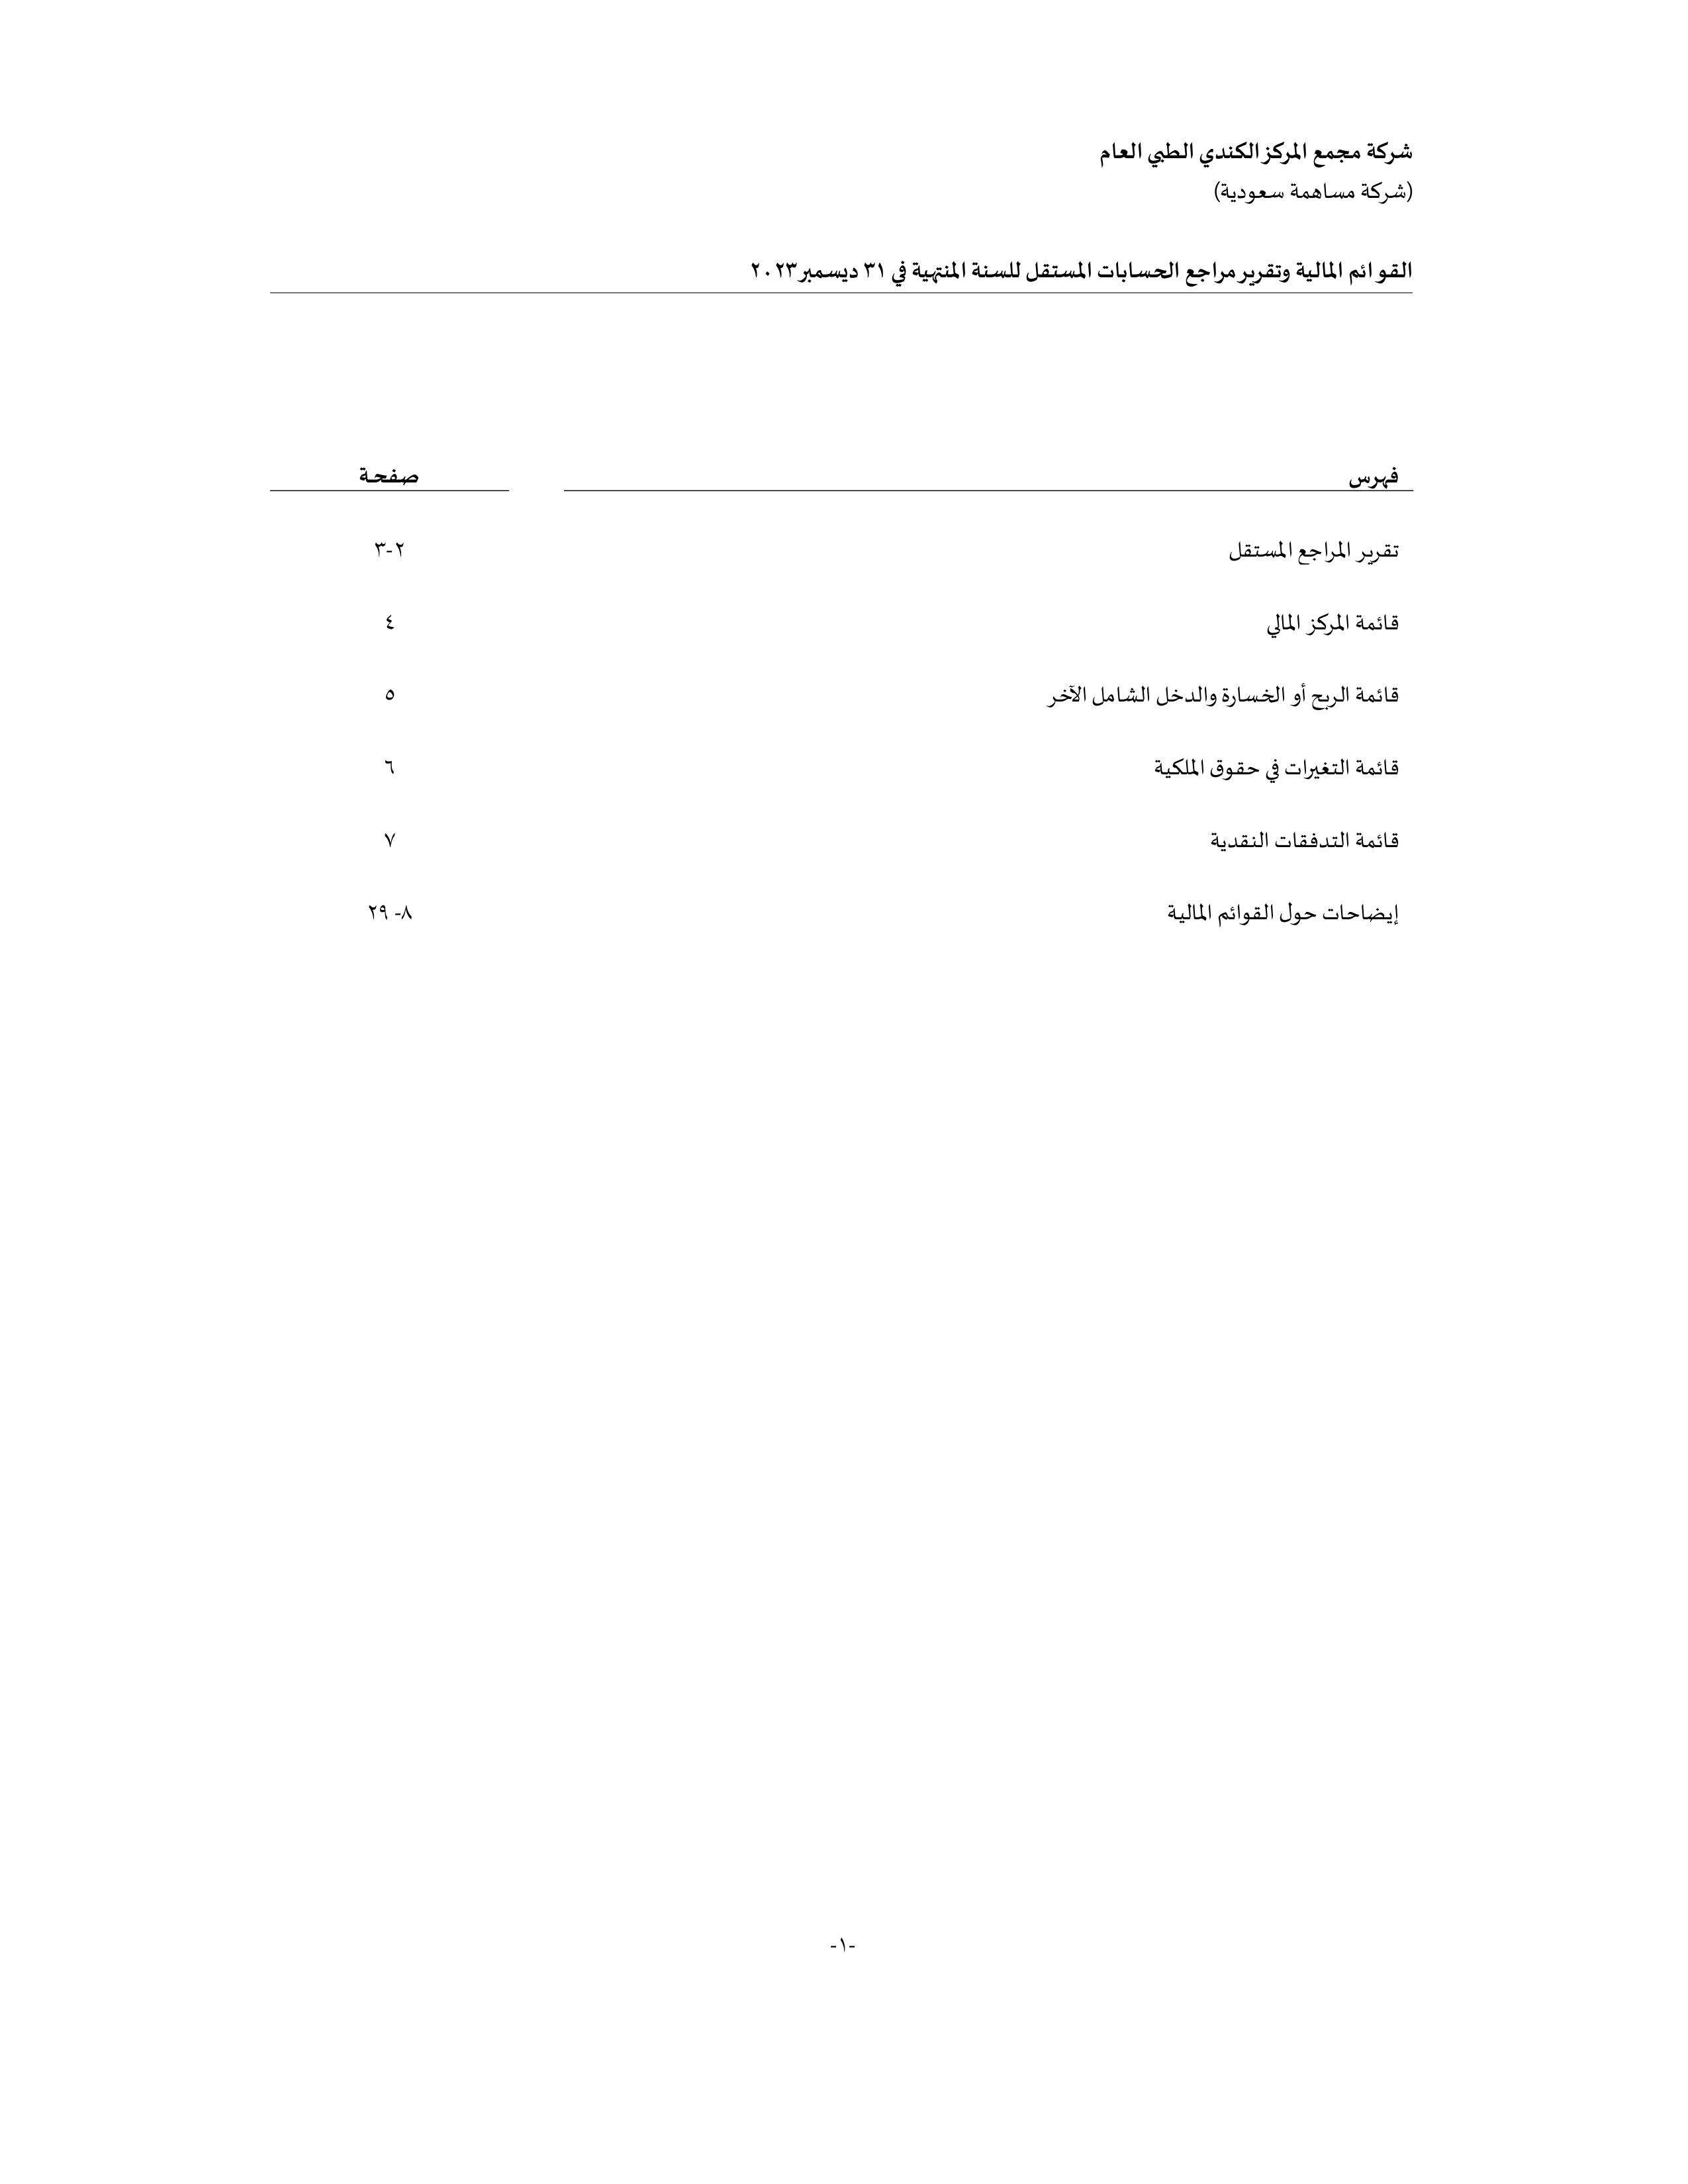 شركة مجمع المركز الكندي الطبي العام
(شركة مساهمة سعودية)
القوائم المالية وتقرير مراجع الحسابات المستقل للسنة المنتهية في ٣١ ديسمبر ٢٠٢٣
فهرس صفحة
تقرير المراجع المستقل ٢-٣
قائمة المركز المالي ٤
قائمة الربح أو الخسارة والدخل الشامل الآخر ٥
قائمة التغيرات في حقوق الملكية ٦
قائمة التدفقات النقدية ٧
إيضاحات حول القوائم المالية ٨- ٢٩
-١-